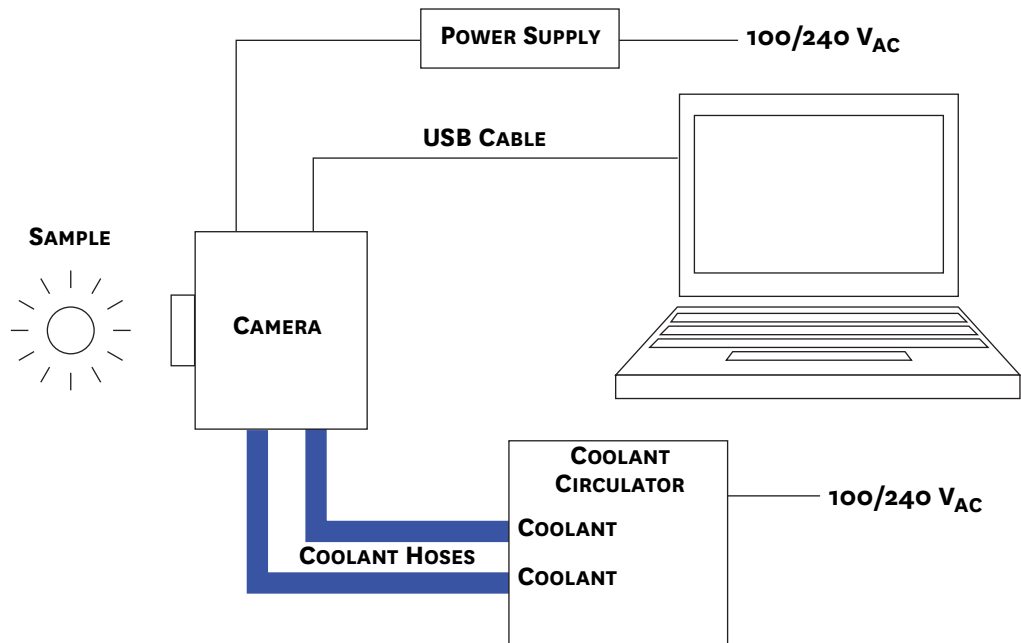 POWER SUPPLY
100/240 VAC
USB CABLE
SAMPLE
CAMERA
COOLANT
CIRCULATOR
100/240 VAC
COOLANT
COOLANT HOSES
COOLANT